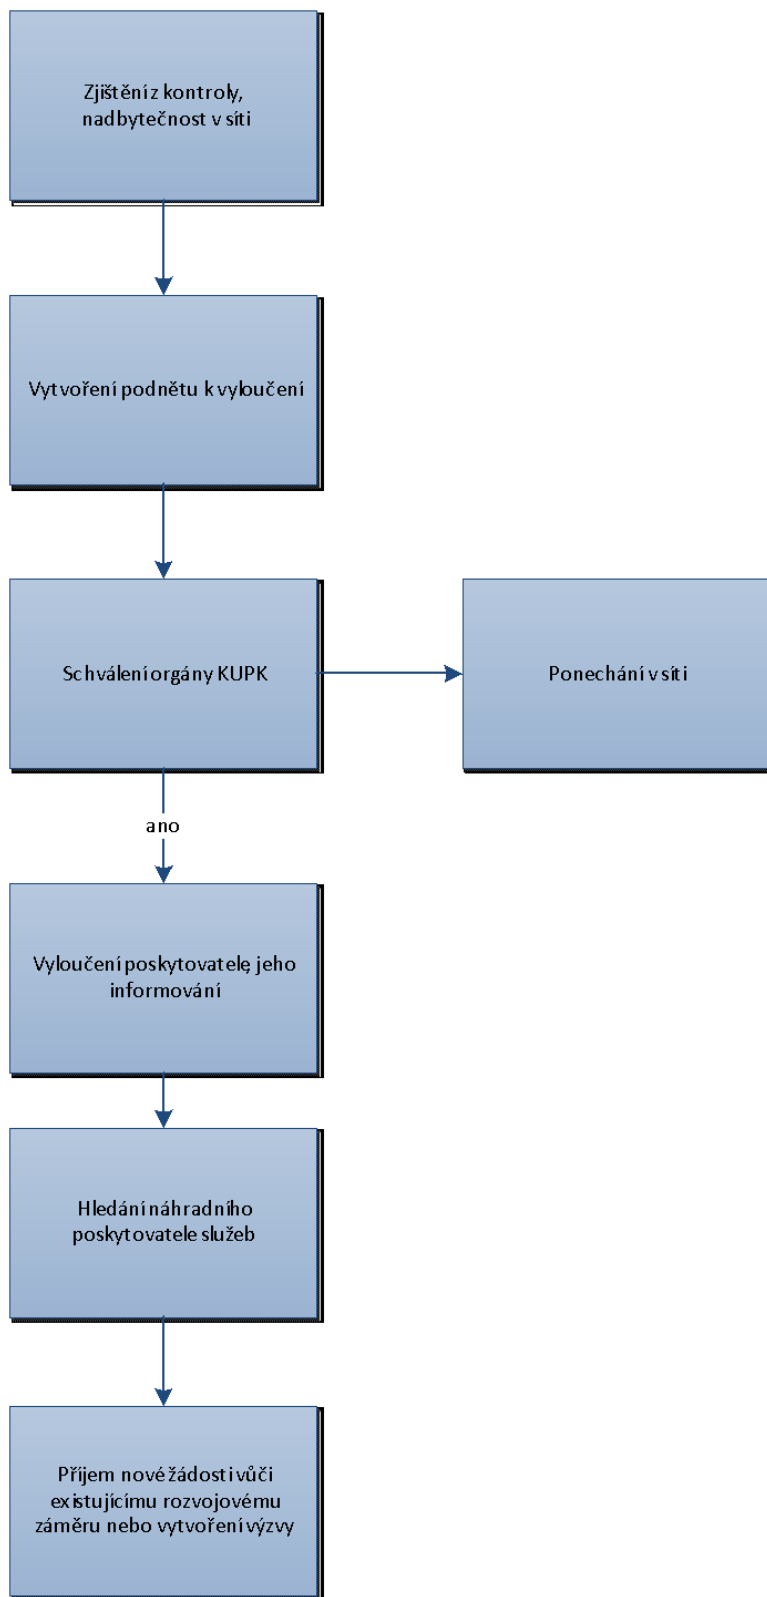 Zjištění z kontroly,
nadbytečnost v síti
Vytvoření podnětu k vyloučení
Schválení orgány KUPK
Ponechání v síti
ano
Vyloučení poskytovatele, jeho
informování
Hledání náhradního
poskytovatele služeb
Příjem nové žádosti vůči
existujícímu rozvojovému
záměru nebo vytvoření výzvy